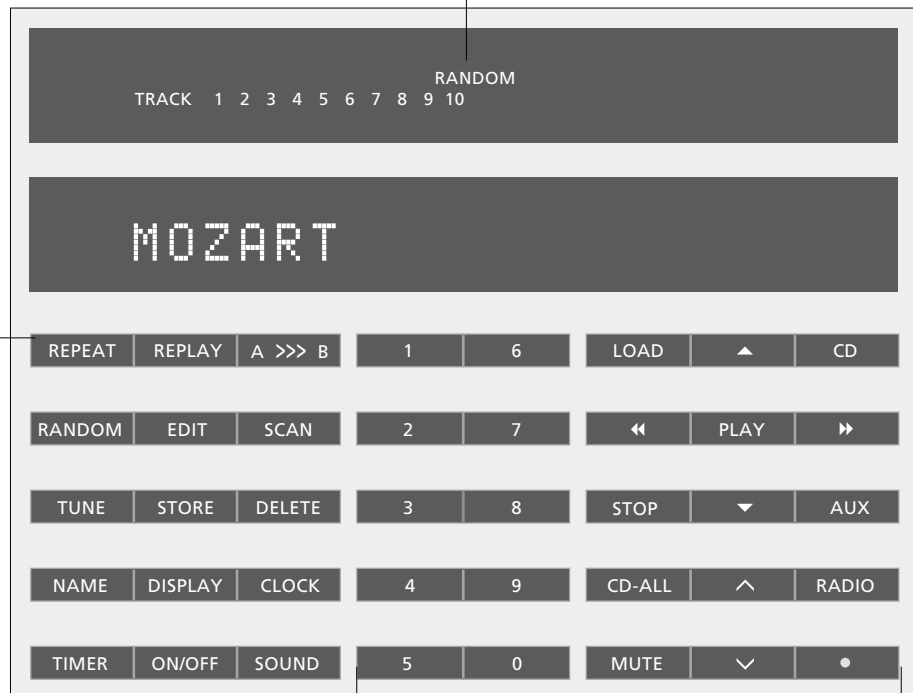 RANDOM
TRACK 1 2 3 4 5 6 7 8 9 10
MOZART
REPEAT REPLAY A >>> B 1 6 LOAD CD
RANDOM EDIT SCAN 2 7 PLAY
TUNE STORE DELETE 3 8 STOP AUX
NAME DISPLAY CLOCK 4 9 CD-ALL RADIO
TIMER ON/OFF SOUND 5 0 MUTE